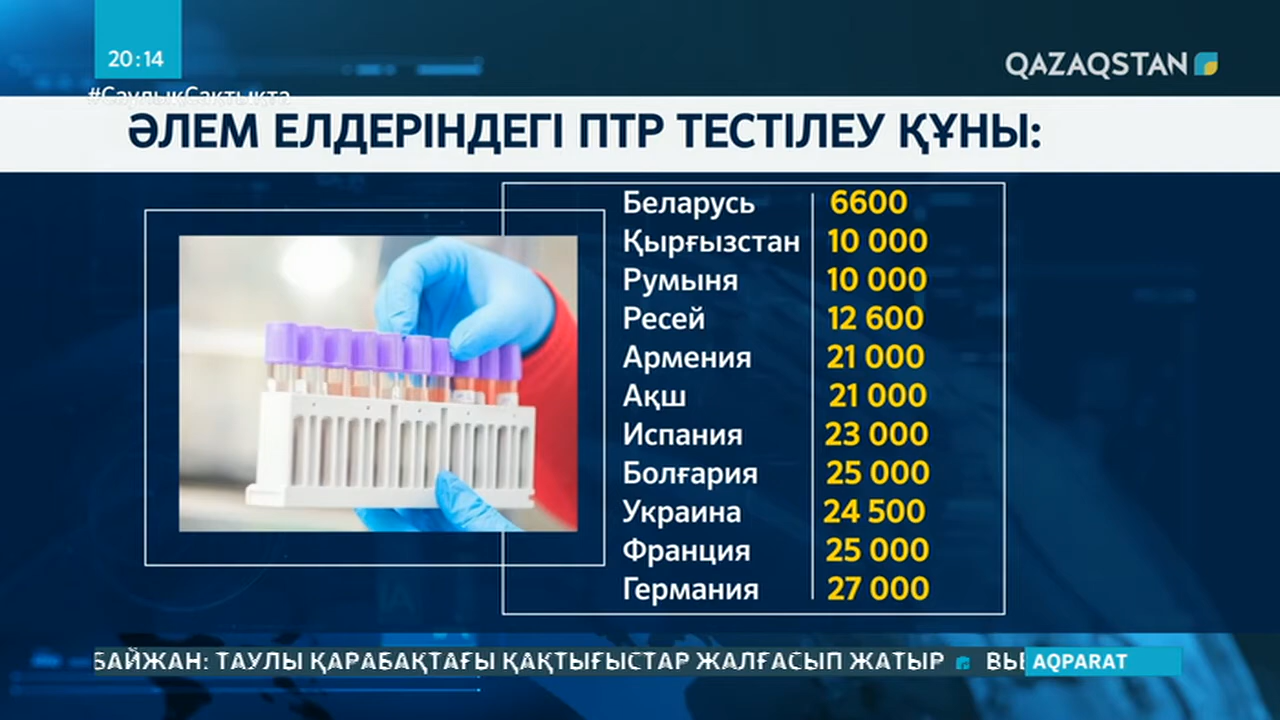 20:14
QAZAQSTAN
#СаулықСақтықта
ӘЛЕМ ЕЛДЕРІНДЕГІ ПТР ТЕСТІЛЕУ ҚҰНЫ:
Беларусь 6600
Қырғызстан 10 000
Румыня 10 000
Ресей 12 600
Армения 21 000
Ақш 21 000
Испания 23 000
Болғария 25 000
Украина 24 500
Франция 25 000
Германия 27 000
БАЙЖАН: ТАУЛЫ ҚАРАБАҚТАҒЫ ҚАҚТЫҒЫСТАР ЖАЛҒАСЫП ЖАТЫР
AQPARAT